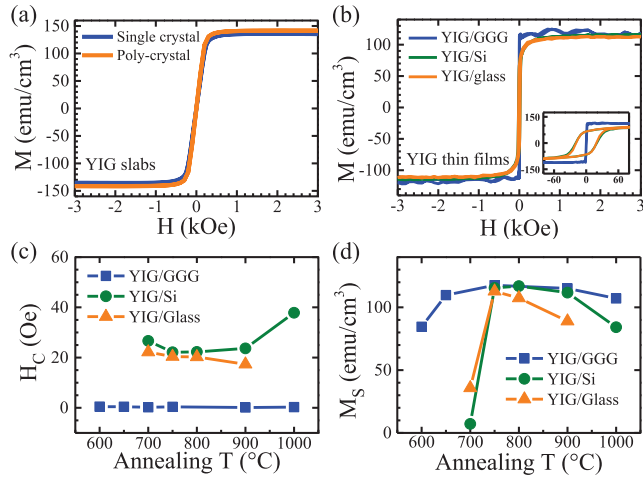 (a)
150
100
50
0
-50
-100
-150
M (emu/cm³)
Single crystal
Poly-crystal
YIG slabs
-3 -2 -1 0 1 2 3
H (kOe)
(b)
100
50
0
-50
-100
M (emu/cm³)
YIG/GGG
YIG/Si
YIG/glass
150
0
-150
-60 0 60
YIG thin films
-3 -2 -1 0 1 2 3
H (kOe)
(c)
60
40
20
0
H_C (Oe)
YIG/GGG
YIG/Si
YIG/Glass
600 700 800 900 1000
Annealing T (°C)
(d)
100
50
0
M_S (emu/cm³)
YIG/GGG
YIG/Si
YIG/Glass
600 700 800 900 1000
Annealing T (°C)